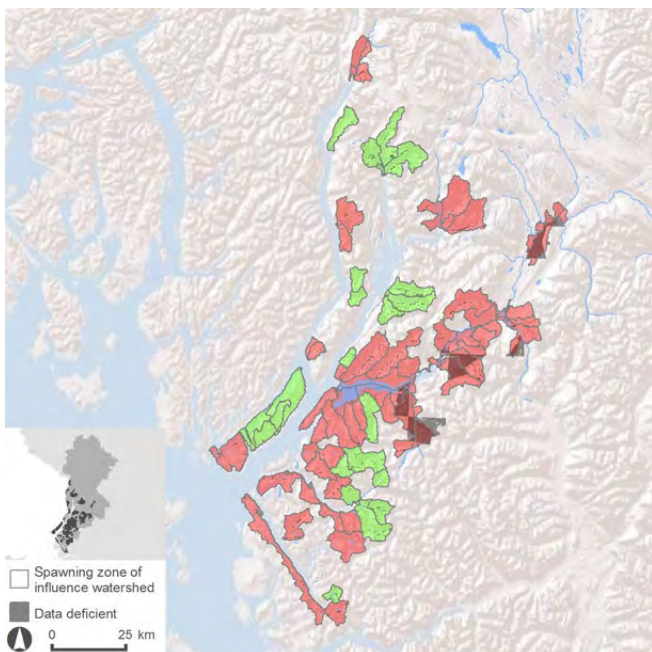 Spawning zone of
influence watershed
Data deficient
0 25 km